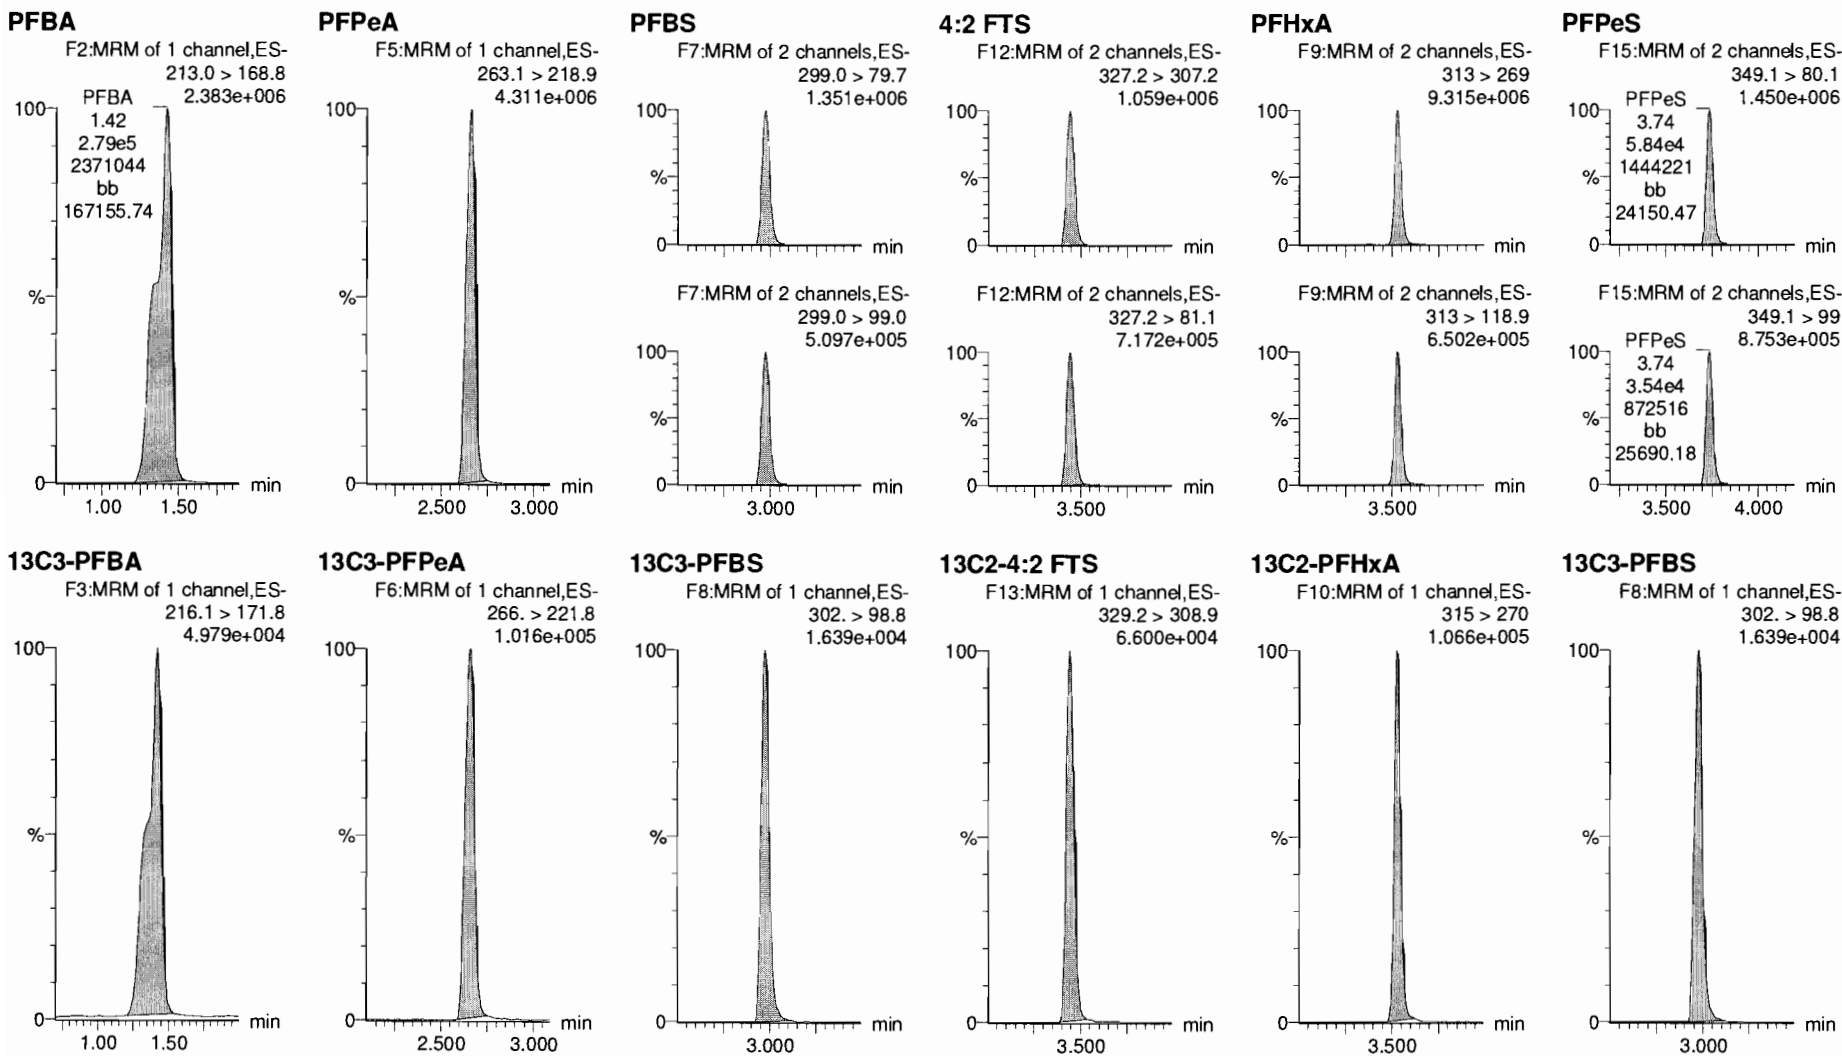 PFBA
F2:MRM of 1 channel,ES-
213.0 > 168.8
2.383e+006
PFBA
1.42
2.79e5
2371044
bb
167155.74
100
%
0
min
1.00 1.50
PFPeA
F5:MRM of 1 channel,ES-
263.1 > 218.9
4.311e+006
100
%
0
min
2.500 3.000
PFBS
F7:MRM of 2 channels,ES-
299.0 > 79.7
1.351e+006
100
%
0
min
F7:MRM of 2 channels,ES-
299.0 > 99.0
5.097e+005
100
%
0
min
3.000
4:2 FTS
F12:MRM of 2 channels,ES-
327.2 > 307.2
1.059e+006
100
%
0
min
F12:MRM of 2 channels,ES-
327.2 > 81.1
7.172e+005
100
%
0
min
3.500
PFHxA
F9:MRM of 2 channels,ES-
313 > 269
9.315e+006
100
%
0
min
F9:MRM of 2 channels,ES-
313 > 118.9
6.502e+005
100
%
0
min
3.500
PFPeS
F15:MRM of 2 channels,ES-
349.1 > 80.1
1.450e+006
PFPeS
3.74
5.84e4
1444221
bb
24150.47
100
%
0
min
F15:MRM of 2 channels,ES-
349.1 > 99
8.753e+005
PFPeS
3.74
3.54e4
872516
bb
25690.18
100
%
0
min
3.500 4.000
13C3-PFBA
F3:MRM of 1 channel,ES-
216.1 > 171.8
4.979e+004
100
%
0
min
1.00 1.50
13C3-PFPeA
F6:MRM of 1 channel,ES-
266. > 221.8
1.016e+005
100
%
0
min
2.500 3.000
13C3-PFBS
F8:MRM of 1 channel,ES-
302. > 98.8
1.639e+004
100
%
0
min
3.000
13C2-4:2 FTS
F13:MRM of 1 channel,ES-
329.2 > 308.9
6.600e+004
100
%
0
min
3.500
13C2-PFHxA
F10:MRM of 1 channel,ES-
315 > 270
1.066e+005
100
%
0
min
3.500
13C3-PFBS
F8:MRM of 1 channel,ES-
302. > 98.8
1.639e+004
100
%
0
min
3.000